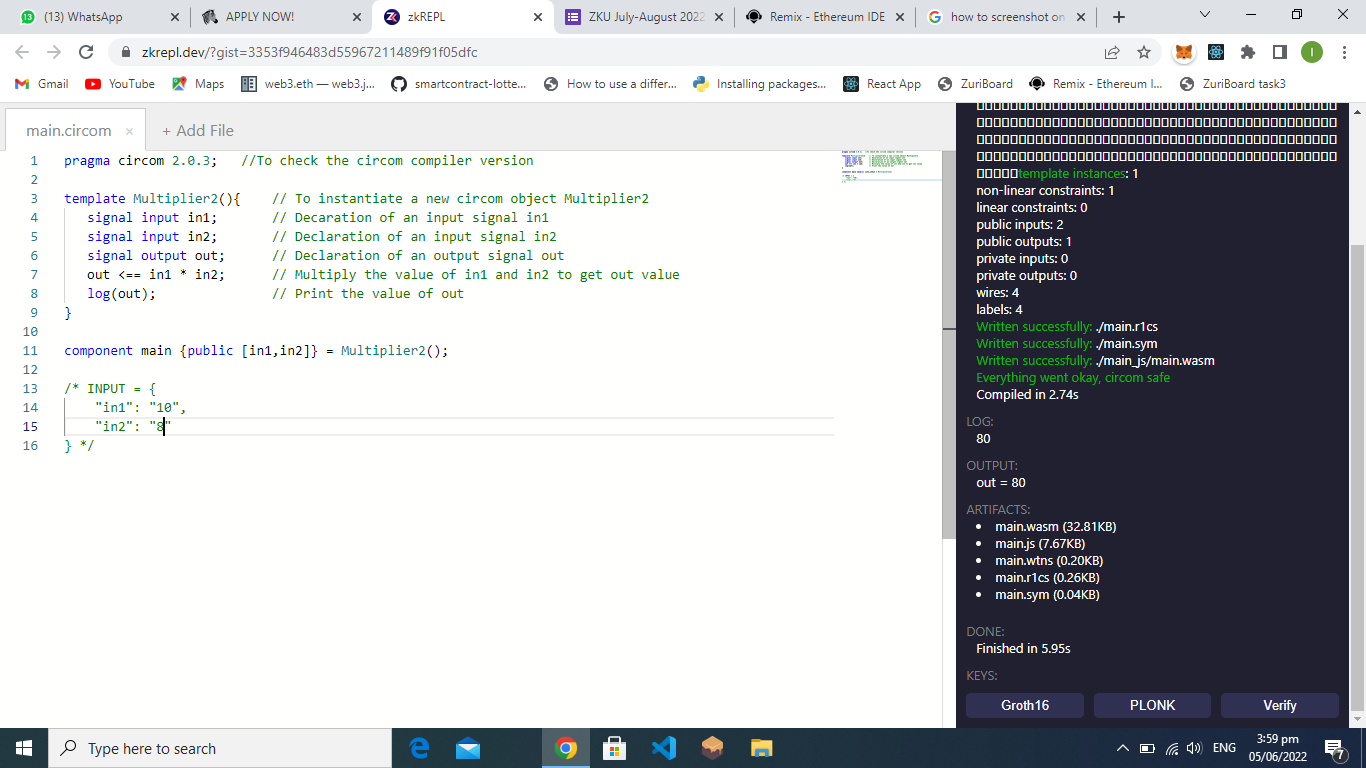 (13) WhatsApp
APPLY NOW!
zkREPL
ZKU July-August 2022
Remix - Ethereum IDE
how to screenshot on
zkrepl.dev/?gist=3353f946483d55967211489f91f05dfc
I
Gmail
YouTube
Maps
web3.eth — web3.j...
smartcontract-lotte...
How to use a differ...
Installing packages...
React App
ZuriBoard
Remix - Ethereum I...
ZuriBoard task3
main.circom ×
+ Add File
1 pragma circom 2.0.3; //To check the circom compiler version
2
3 template Multiplier2(){ // To instantiate a new circom object Multiplier2
4 signal input in1; // Decaration of an input signal in1
5 signal input in2; // Declaration of an input signal in2
6 signal output out; // Declaration of an output signal out
7 out <== in1 * in2; // Multiply the value of in1 and in2 to get out value
8 log(out); // Print the value of out
9 }
10
11 component main {public [in1,in2]} = Multiplier2();
12
13 /* INPUT = {
14 "in1": "10",
15 "in2": "8"
16 } */
template instances: 1
non-linear constraints: 1
linear constraints: 0
public inputs: 2
public outputs: 1
private inputs: 0
private outputs: 0
wires: 4
labels: 4
Written successfully: ./main.r1cs
Written successfully: ./main.sym
Written successfully: ./main_js/main.wasm
Everything went okay, circom safe
Compiled in 2.74s
LOG:
80
OUTPUT:
out = 80
ARTIFACTS:
• main.wasm (32.81KB)
• main.js (7.67KB)
• main.wtns (0.20KB)
• main.r1cs (0.26KB)
• main.sym (0.04KB)
DONE:
Finished in 5.95s
KEYS:
Groth16
PLONK
Verify
Type here to search
ENG
3:59 pm
05/06/2022
7